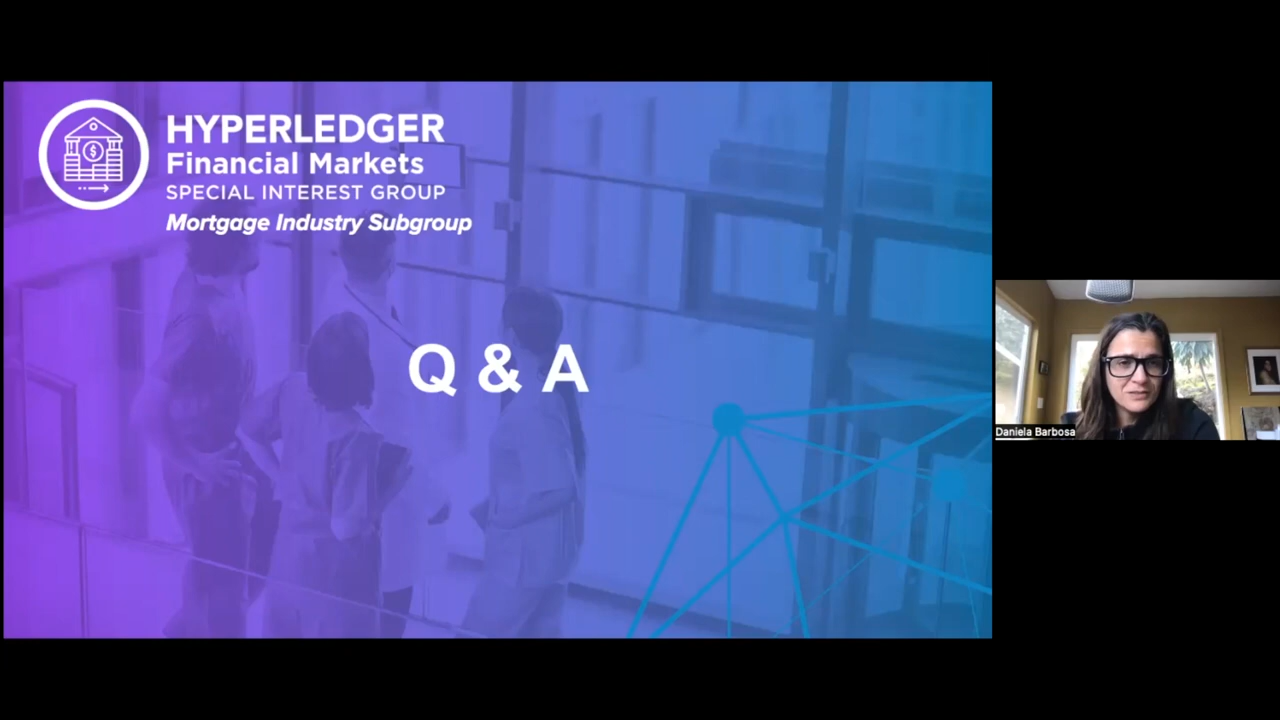 HYPERLEDGER
Financial Markets
SPECIAL INTEREST GROUP
Mortgage Industry Subgroup
Q & A
Daniela Barbosa